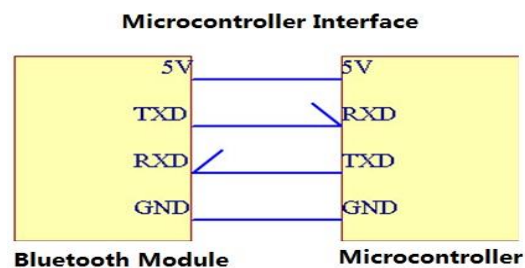 Microcontroller Interface
5V 5V
TXD RXD
RXD TXD
GND GND
Bluetooth Module Microcontroller